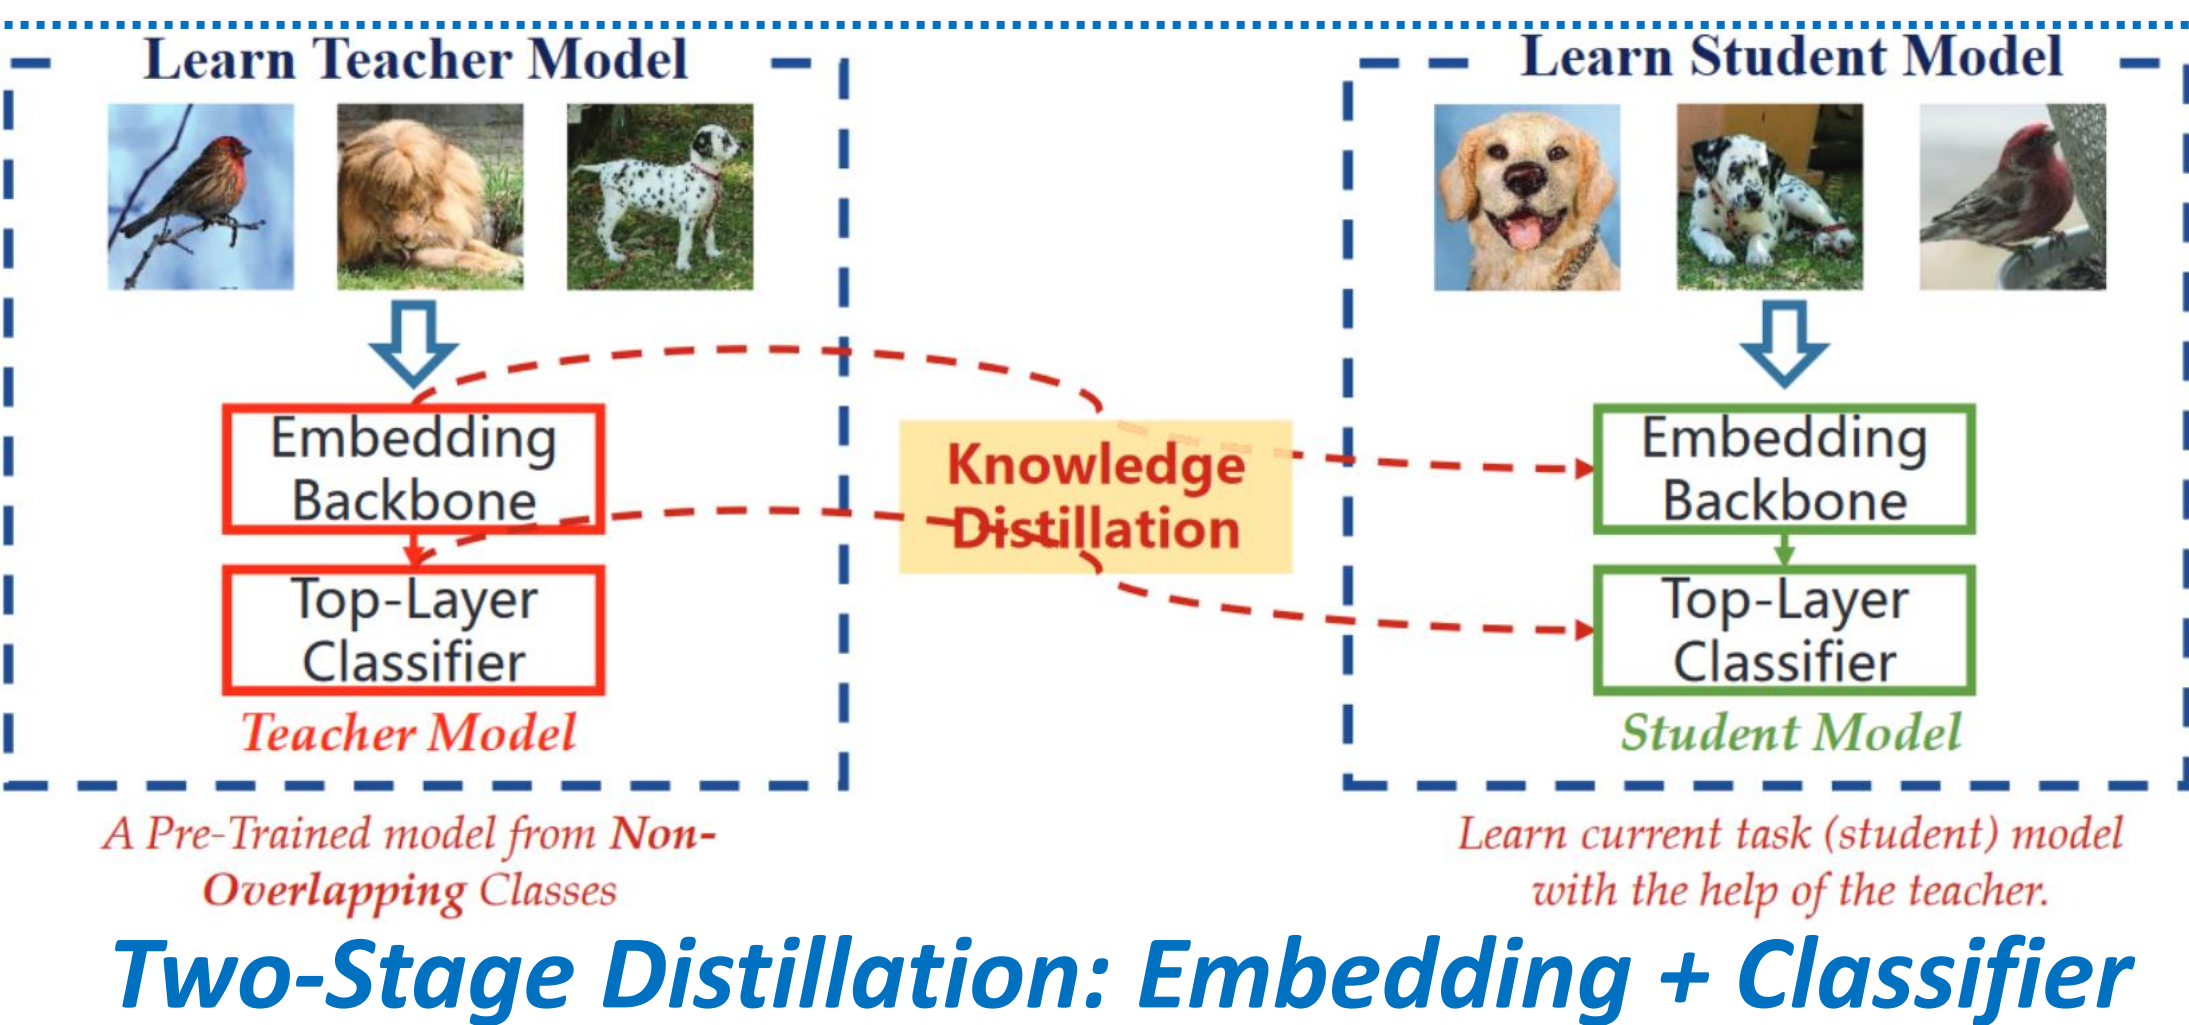 Learn Teacher Model
Embedding
Backbone
Top-Layer
Classifier
Teacher Model
A Pre-Trained model from Non-
Overlapping Classes
Knowledge
Distillation
Learn Student Model
Embedding
Backbone
Top-Layer
Classifier
Student Model
Learn current task (student) model
with the help of the teacher.
Two-Stage Distillation: Embedding + Classifier